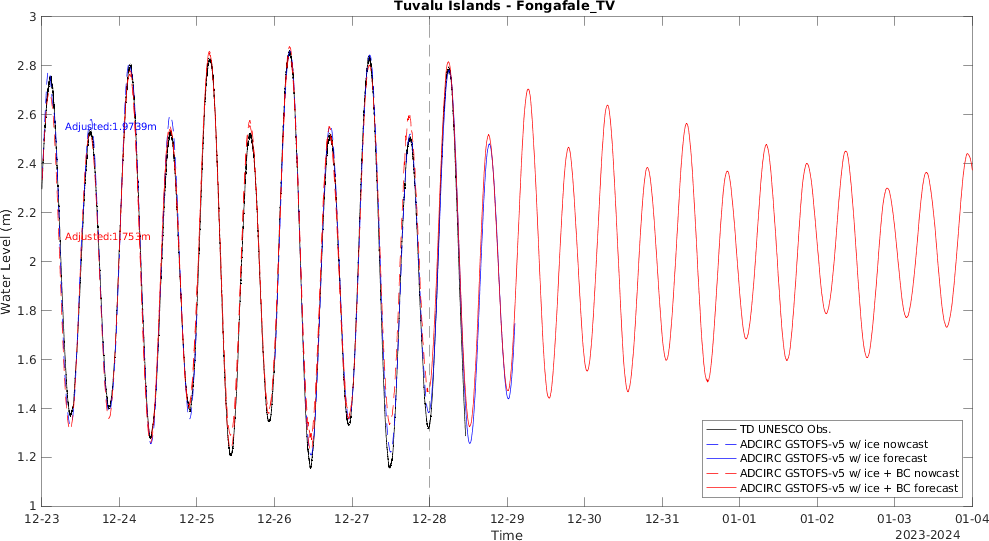 Tuvalu Islands - Fongafale_TV
3
2.8
2.6
2.4
2.2
2
1.8
1.6
1.4
1.2
1
Water Level (m)
Adjusted:1.9739m
Adjusted:1.753m
TD UNESCO Obs.
ADCIRC GSTOFS-v5 w/ ice nowcast
ADCIRC GSTOFS-v5 w/ ice forecast
ADCIRC GSTOFS-v5 w/ ice + BC nowcast
ADCIRC GSTOFS-v5 w/ ice + BC forecast
12-23 12-24 12-25 12-26 12-27 12-28 12-29 12-30 12-31 01-01 01-02 01-03 01-04
Time
2023-2024